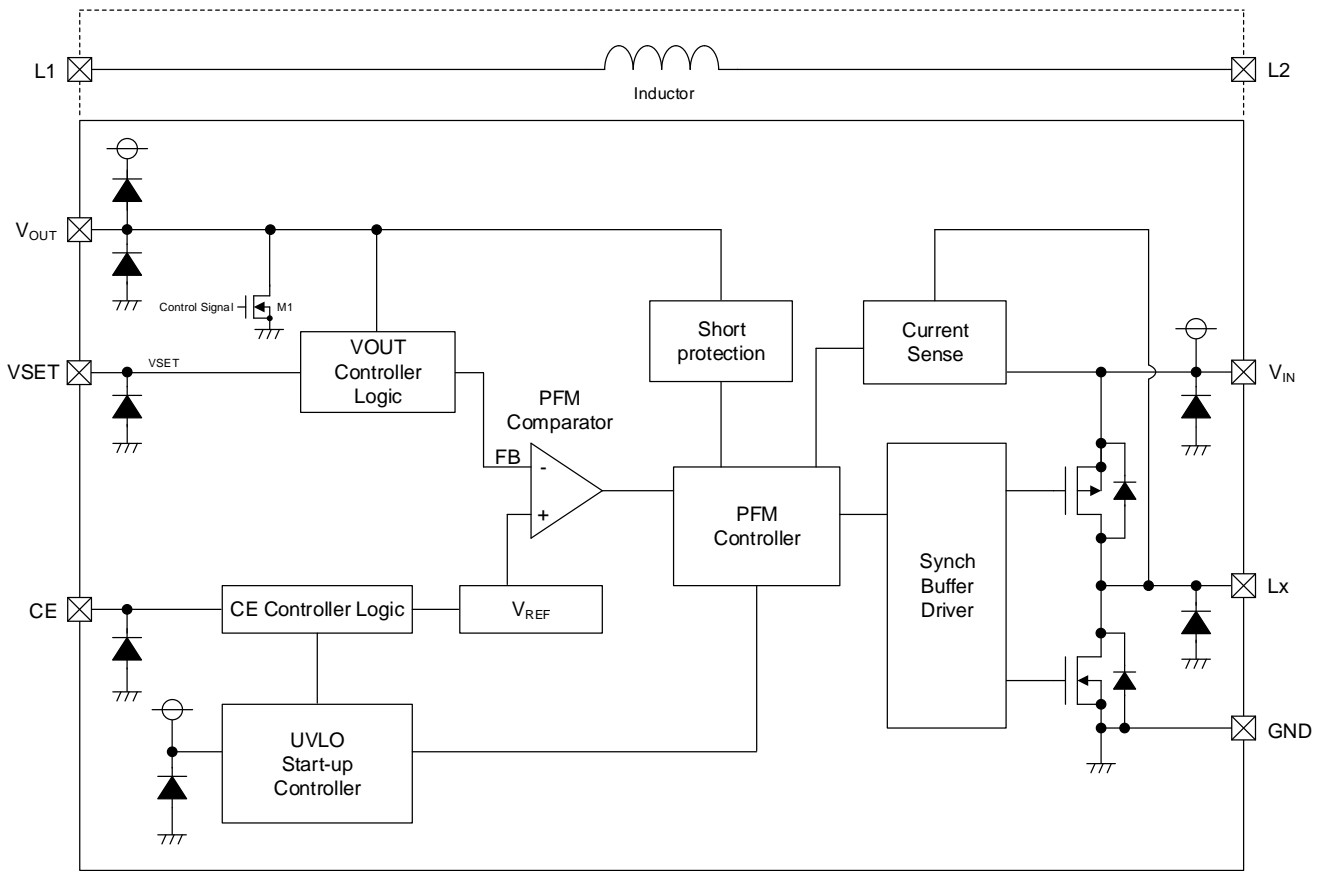 L1
L2
Inductor
VOUT
Control Signal
M1
Short
protection
Current
Sense
VSET
VSET
VOUT
Controller
Logic
VIN
PFM
Comparator
FB
-
+
PFM
Controller
Synch
Buffer
Driver
Lx
CE
CE Controller Logic
VREF
UVLO
Start-up
Controller
GND